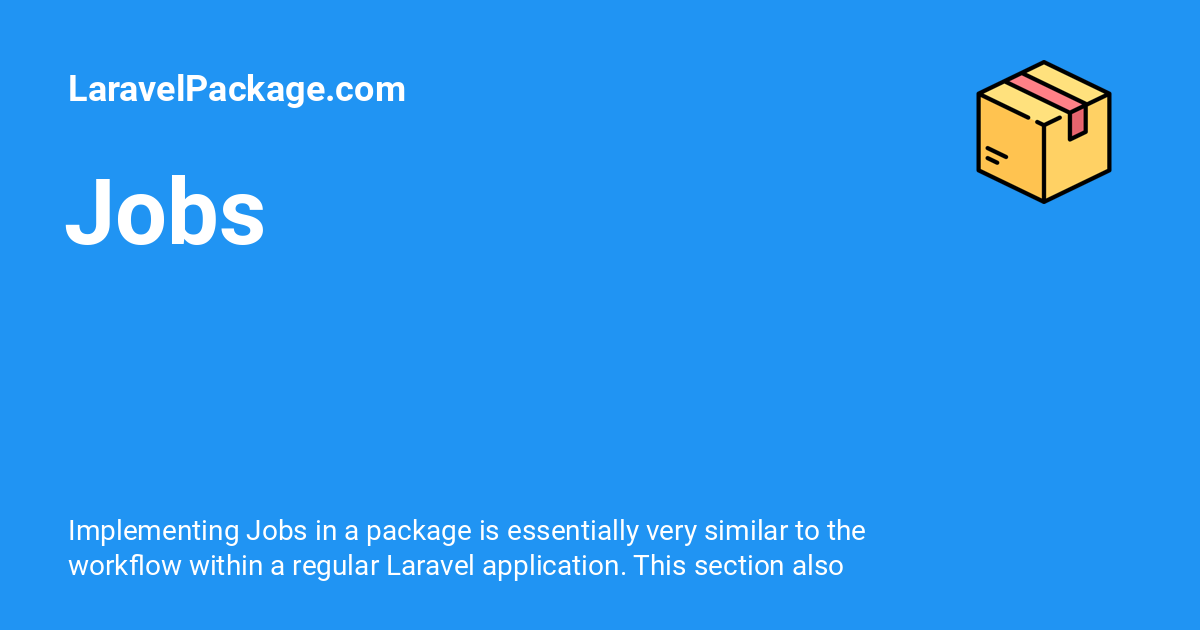 LaravelPackage.com
Jobs
Implementing Jobs in a package is essentially very similar to the
workflow within a regular Laravel application. This section also